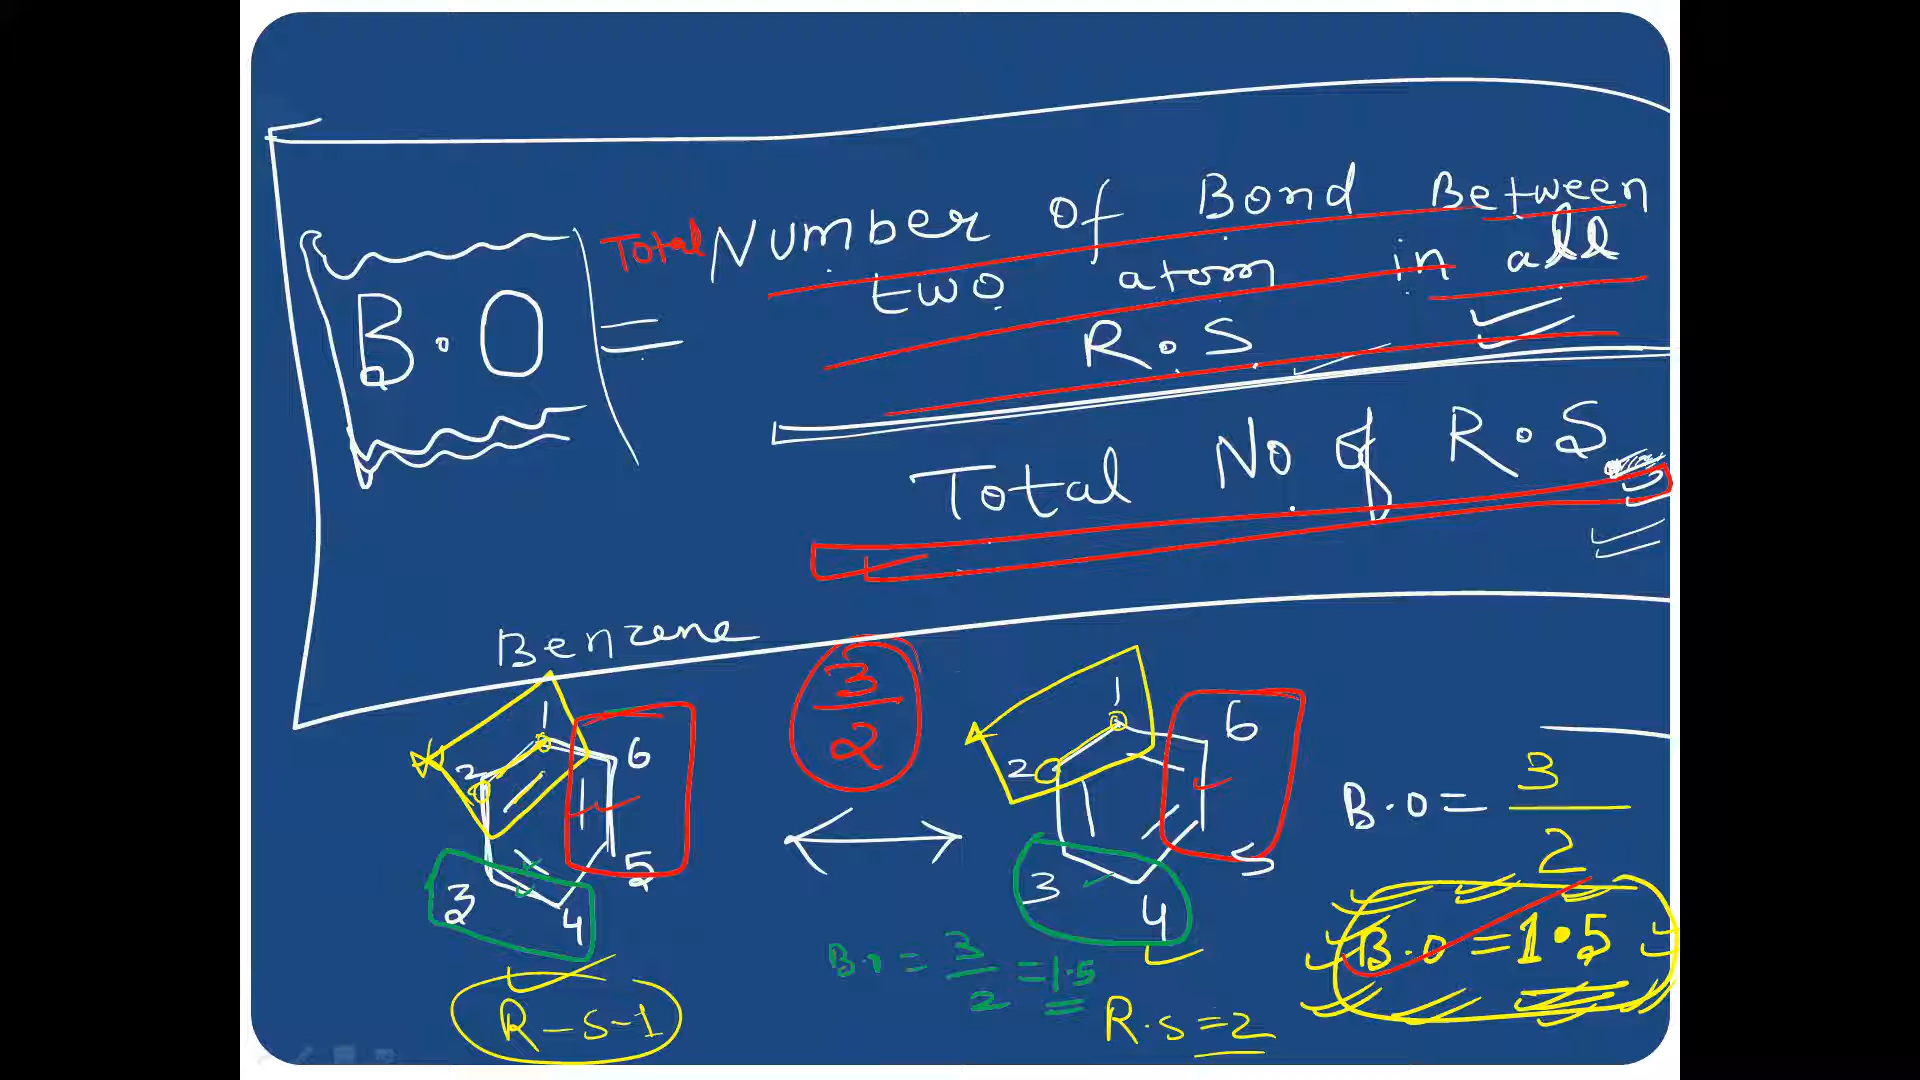 Total Number of Bond Between
two atom in all
R.S.
B.O =
Total No of R.S
Benzene
3
2
1
2
3
4
5
6
1
2
3
4
5
6
B.O = 3
2
B.O = 1.5
B.O = 3 = 1.5
2
R-S-1
R.S=2